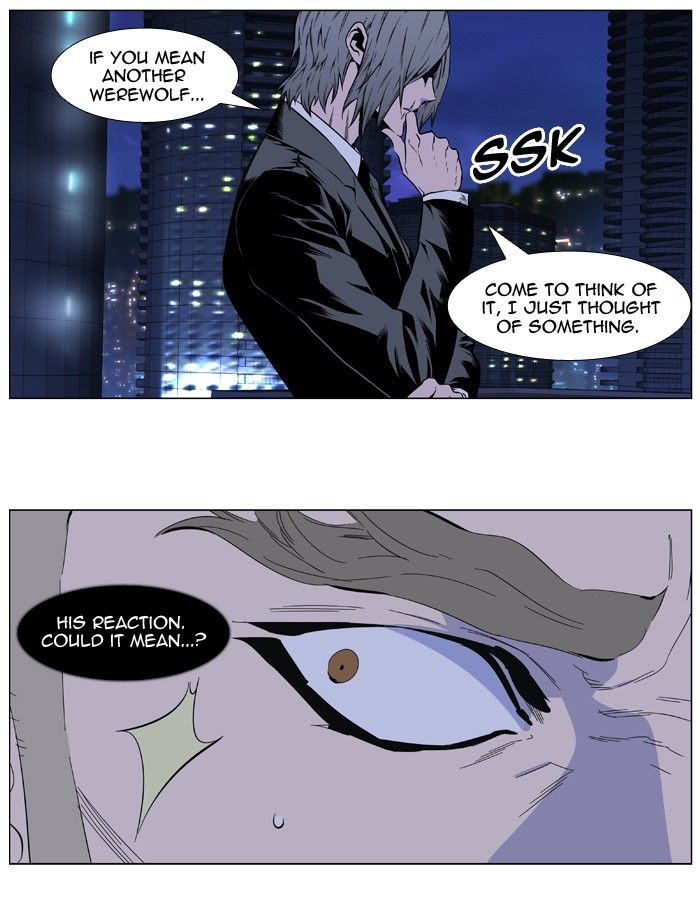 IF YOU MEAN
ANOTHER
WEREWOLF...
SSK
COME TO THINK OF
IT, I JUST THOUGHT
OF SOMETHING.
HIS REACTION.
COULD IT MEAN...?